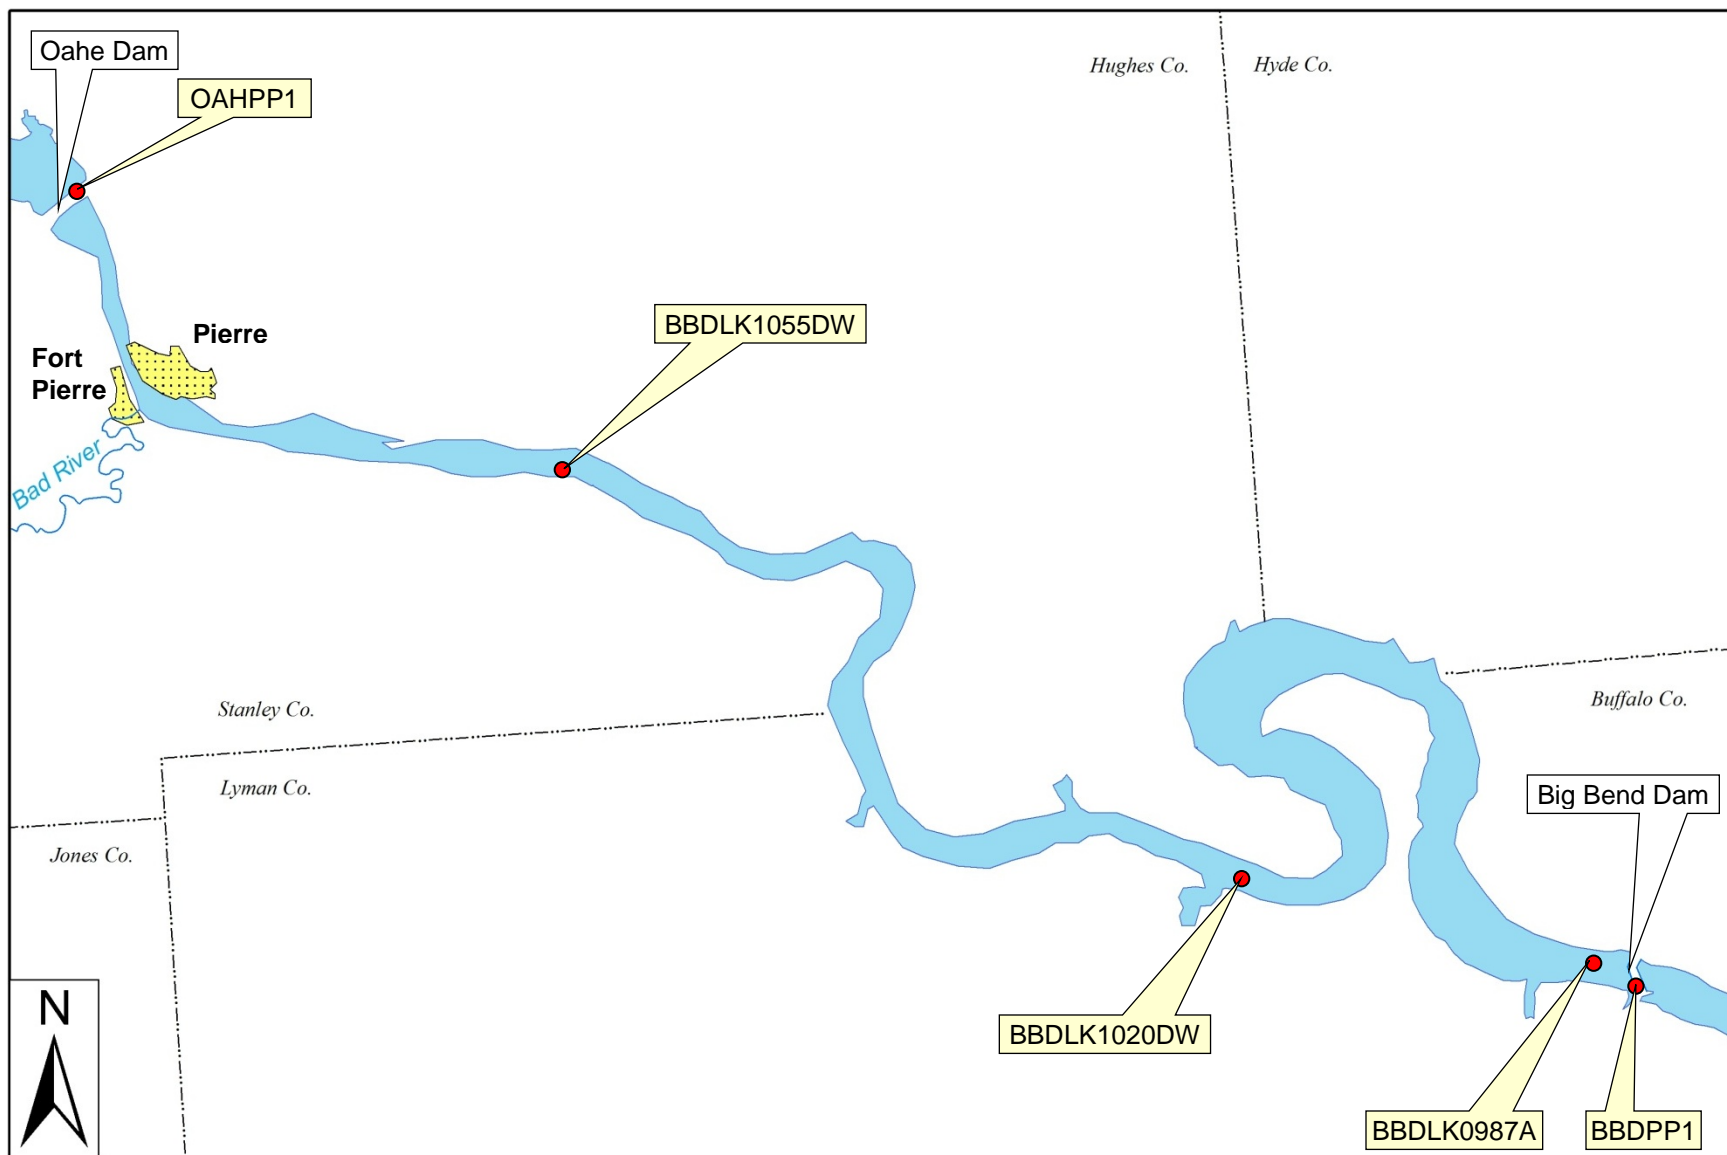 Oahe Dam
OAHPP1
Hughes Co.
Hyde Co.
BBDLK1055DW
Pierre
Fort
Pierre
Bad River
Stanley Co.
Buffalo Co.
Lyman Co.
Big Bend Dam
Jones Co.
N
BBDLK1020DW
BBDLK0987A
BBDPP1